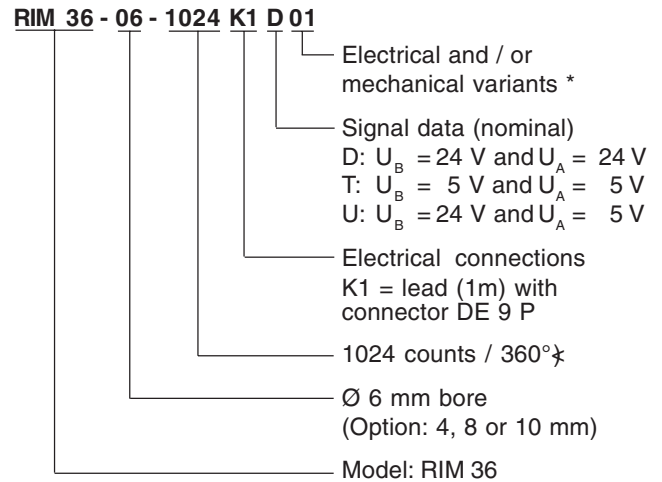 RIM 36 - 06 - 1024 K1 D 01
Electrical and / or
mechanical variants *
Signal data (nominal)
D: U_B = 24 V and U_A = 24 V
T: U_B = 5 V and U_A = 5 V
U: U_B = 24 V and U_A = 5 V
Electrical connections
K1 = lead (1m) with
connector DE 9 P
1024 counts / 360°∢
Ø 6 mm bore
(Option: 4, 8 or 10 mm)
Model: RIM 36